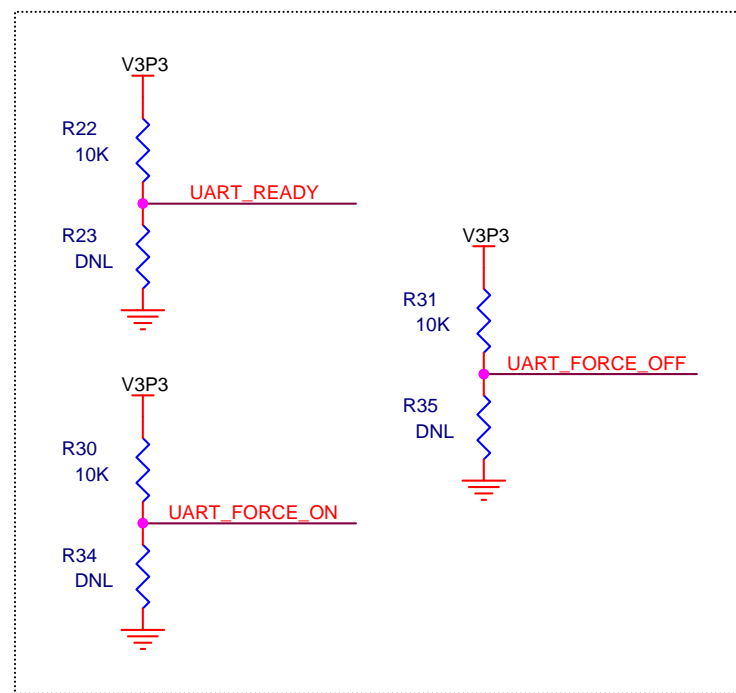 V3P3
R22
10K
UART_READY
R23
DNL
V3P3
R30
10K
UART_FORCE_ON
R34
DNL
V3P3
R31
10K
UART_FORCE_OFF
R35
DNL